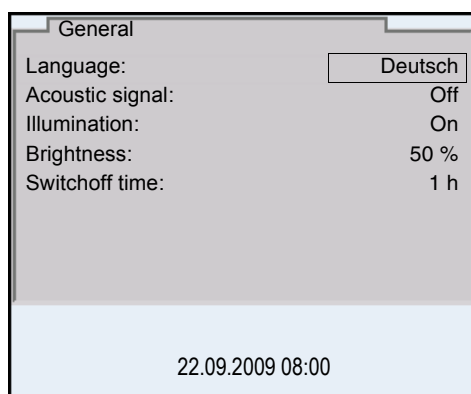 General
Language: Deutsch
Acoustic signal: Off
Illumination: On
Brightness: 50 %
Switchoff time: 1 h
22.09.2009 08:00